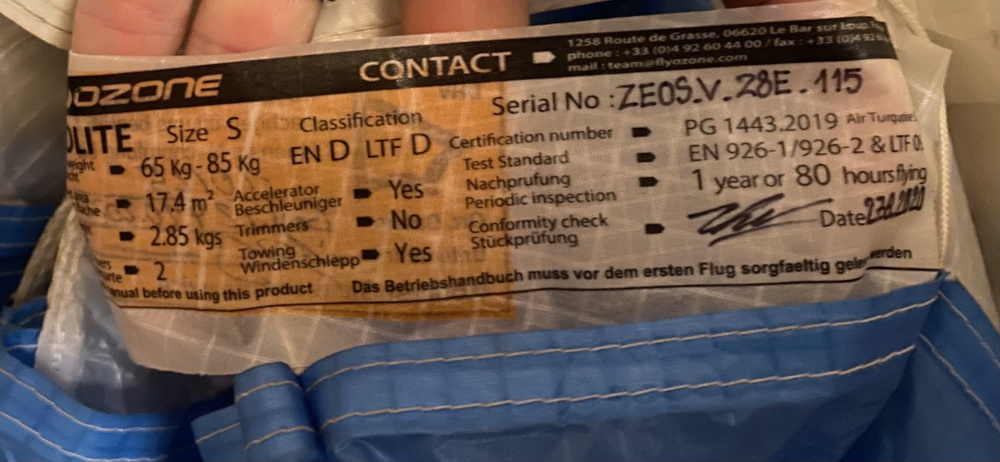 OZONE
CONTACT
1258 Route de Grasse, 06620 Le Bar sur Loup
phone : +33 (0)4 92 60 44 00 / fax : +33 (0)4 92
mail : team@flyozone.com
Serial No : ZEOS_V_28E.115
LITE Size S
65 Kg - 85 Kg
17.4 m²
2.85 kgs
2
Classification
EN D LTF D
Accelerator
Beschleuniger Yes
Trimmers No
Towing
Windenschlepp Yes
Certification number PG 1443.2019 Air Turquoise
Test Standard EN 926-1/926-2 & LTF
Nachprufung
Periodic inspection 1 year or 80 hours flying
Conformity check
Stückprüfung Date
nual before using this product Das Betriebshandbuch muss vor dem ersten Flug sorgfaeltig gele werden